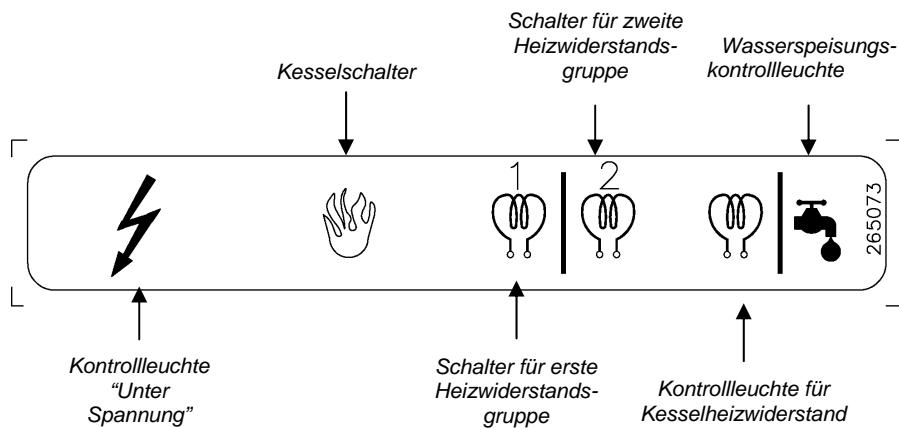 Schalter für zweite
Heizwiderstands-
gruppe
Wasserspeisungs-
kontrollleuchte
Kesselschalter
1
2
265073
Kontrollleuchte
“Unter
Spannung”
Schalter für erste
Heizwiderstands-
gruppe
Kontrollleuchte für
Kesselheizwiderstand